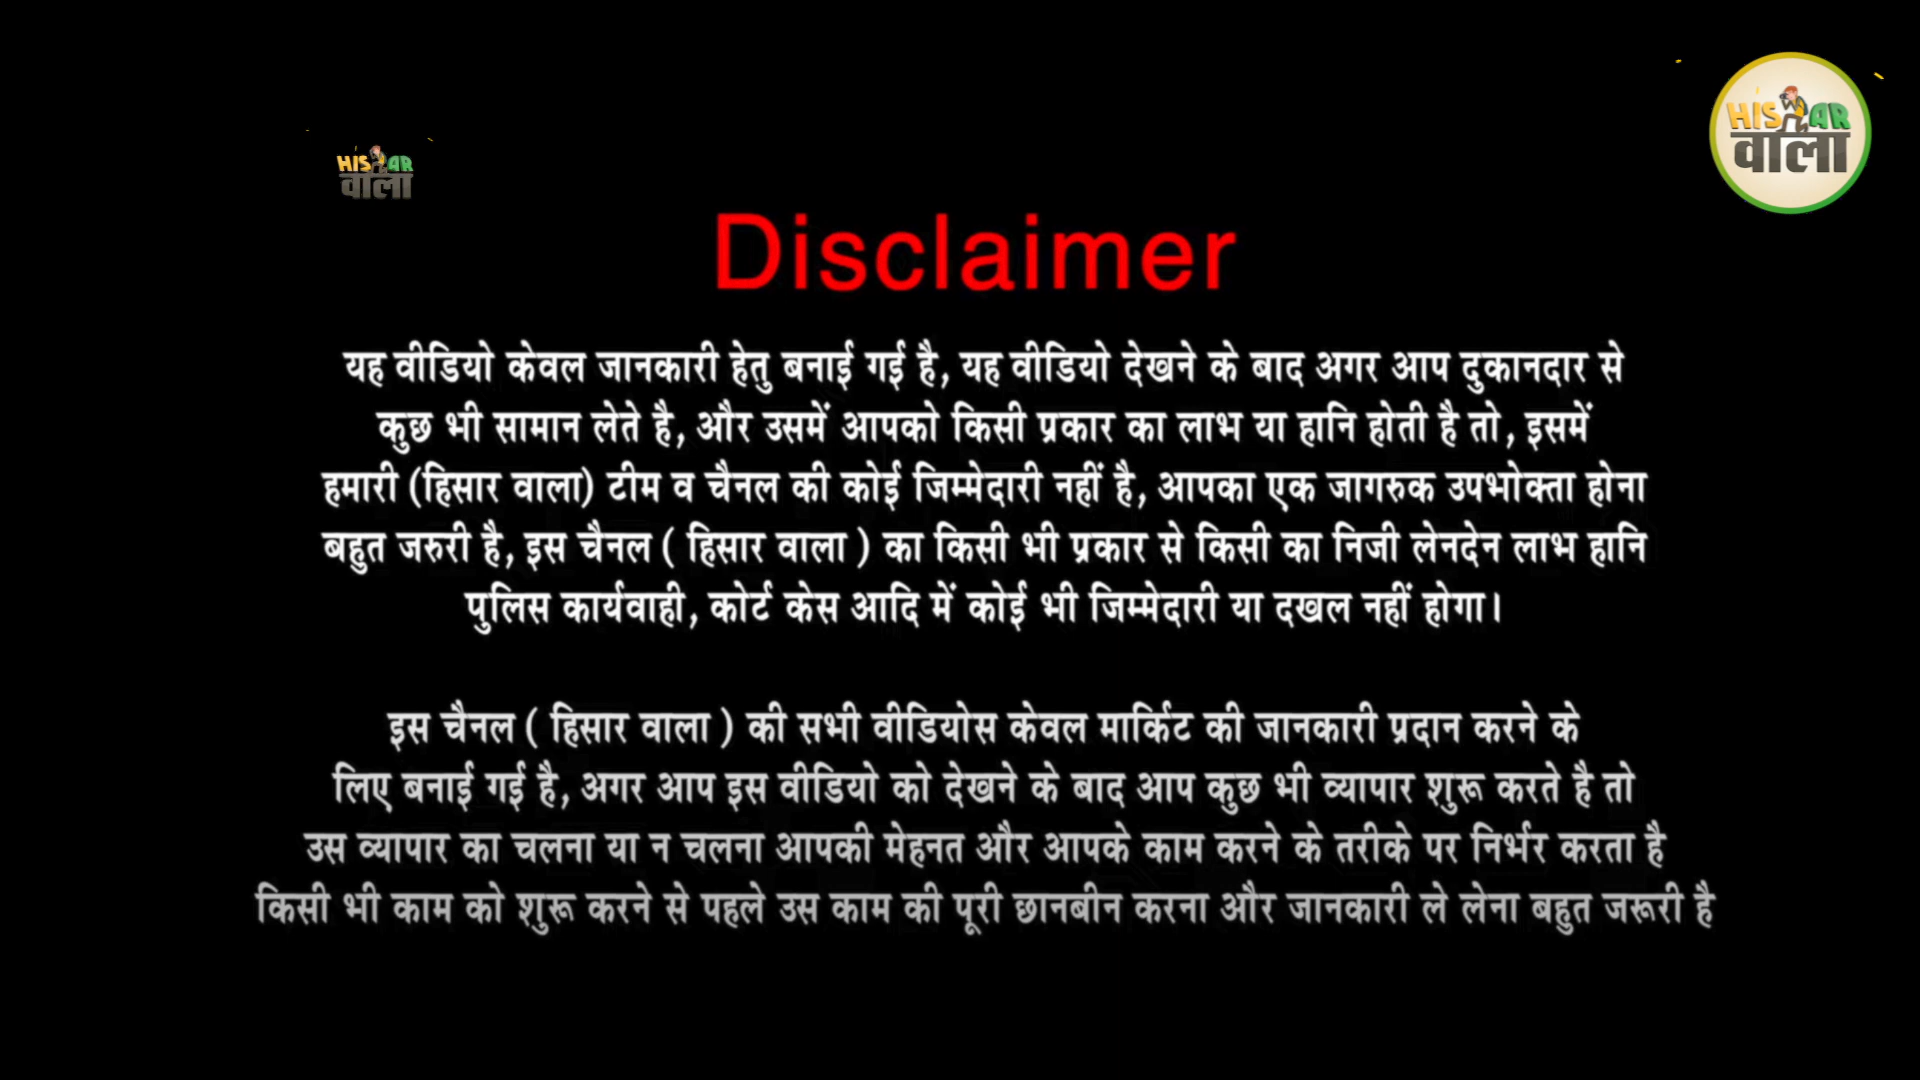 HISAR
वाला
HISAR
वाला
Disclaimer
यह वीडियो केवल जानकारी हेतु बनाई गई है, यह वीडियो देखने के बाद अगर आप दुकानदार से
कुछ भी सामान लेते है, और उसमें आपको किसी प्रकार का लाभ या हानि होती है तो, इसमें
हमारी (हिसार वाला) टीम व चैनल की कोई जिम्मेदारी नहीं है, आपका एक जागरुक उपभोक्ता होना
बहुत जरुरी है, इस चैनल ( हिसार वाला ) का किसी भी प्रकार से किसी का निजी लेनदेन लाभ हानि
पुलिस कार्यवाही, कोर्ट केस आदि में कोई भी जिम्मेदारी या दखल नहीं होगा।
इस चैनल ( हिसार वाला ) की सभी वीडियोस केवल मार्किट की जानकारी प्रदान करने के
लिए बनाई गई है, अगर आप इस वीडियो को देखने के बाद आप कुछ भी व्यापार शुरू करते है तो
उस व्यापार का चलना या न चलना आपकी मेहनत और आपके काम करने के तरीके पर निर्भर करता है
किसी भी काम को शुरू करने से पहले उस काम की पूरी छानबीन करना और जानकारी ले लेना बहुत जरूरी है